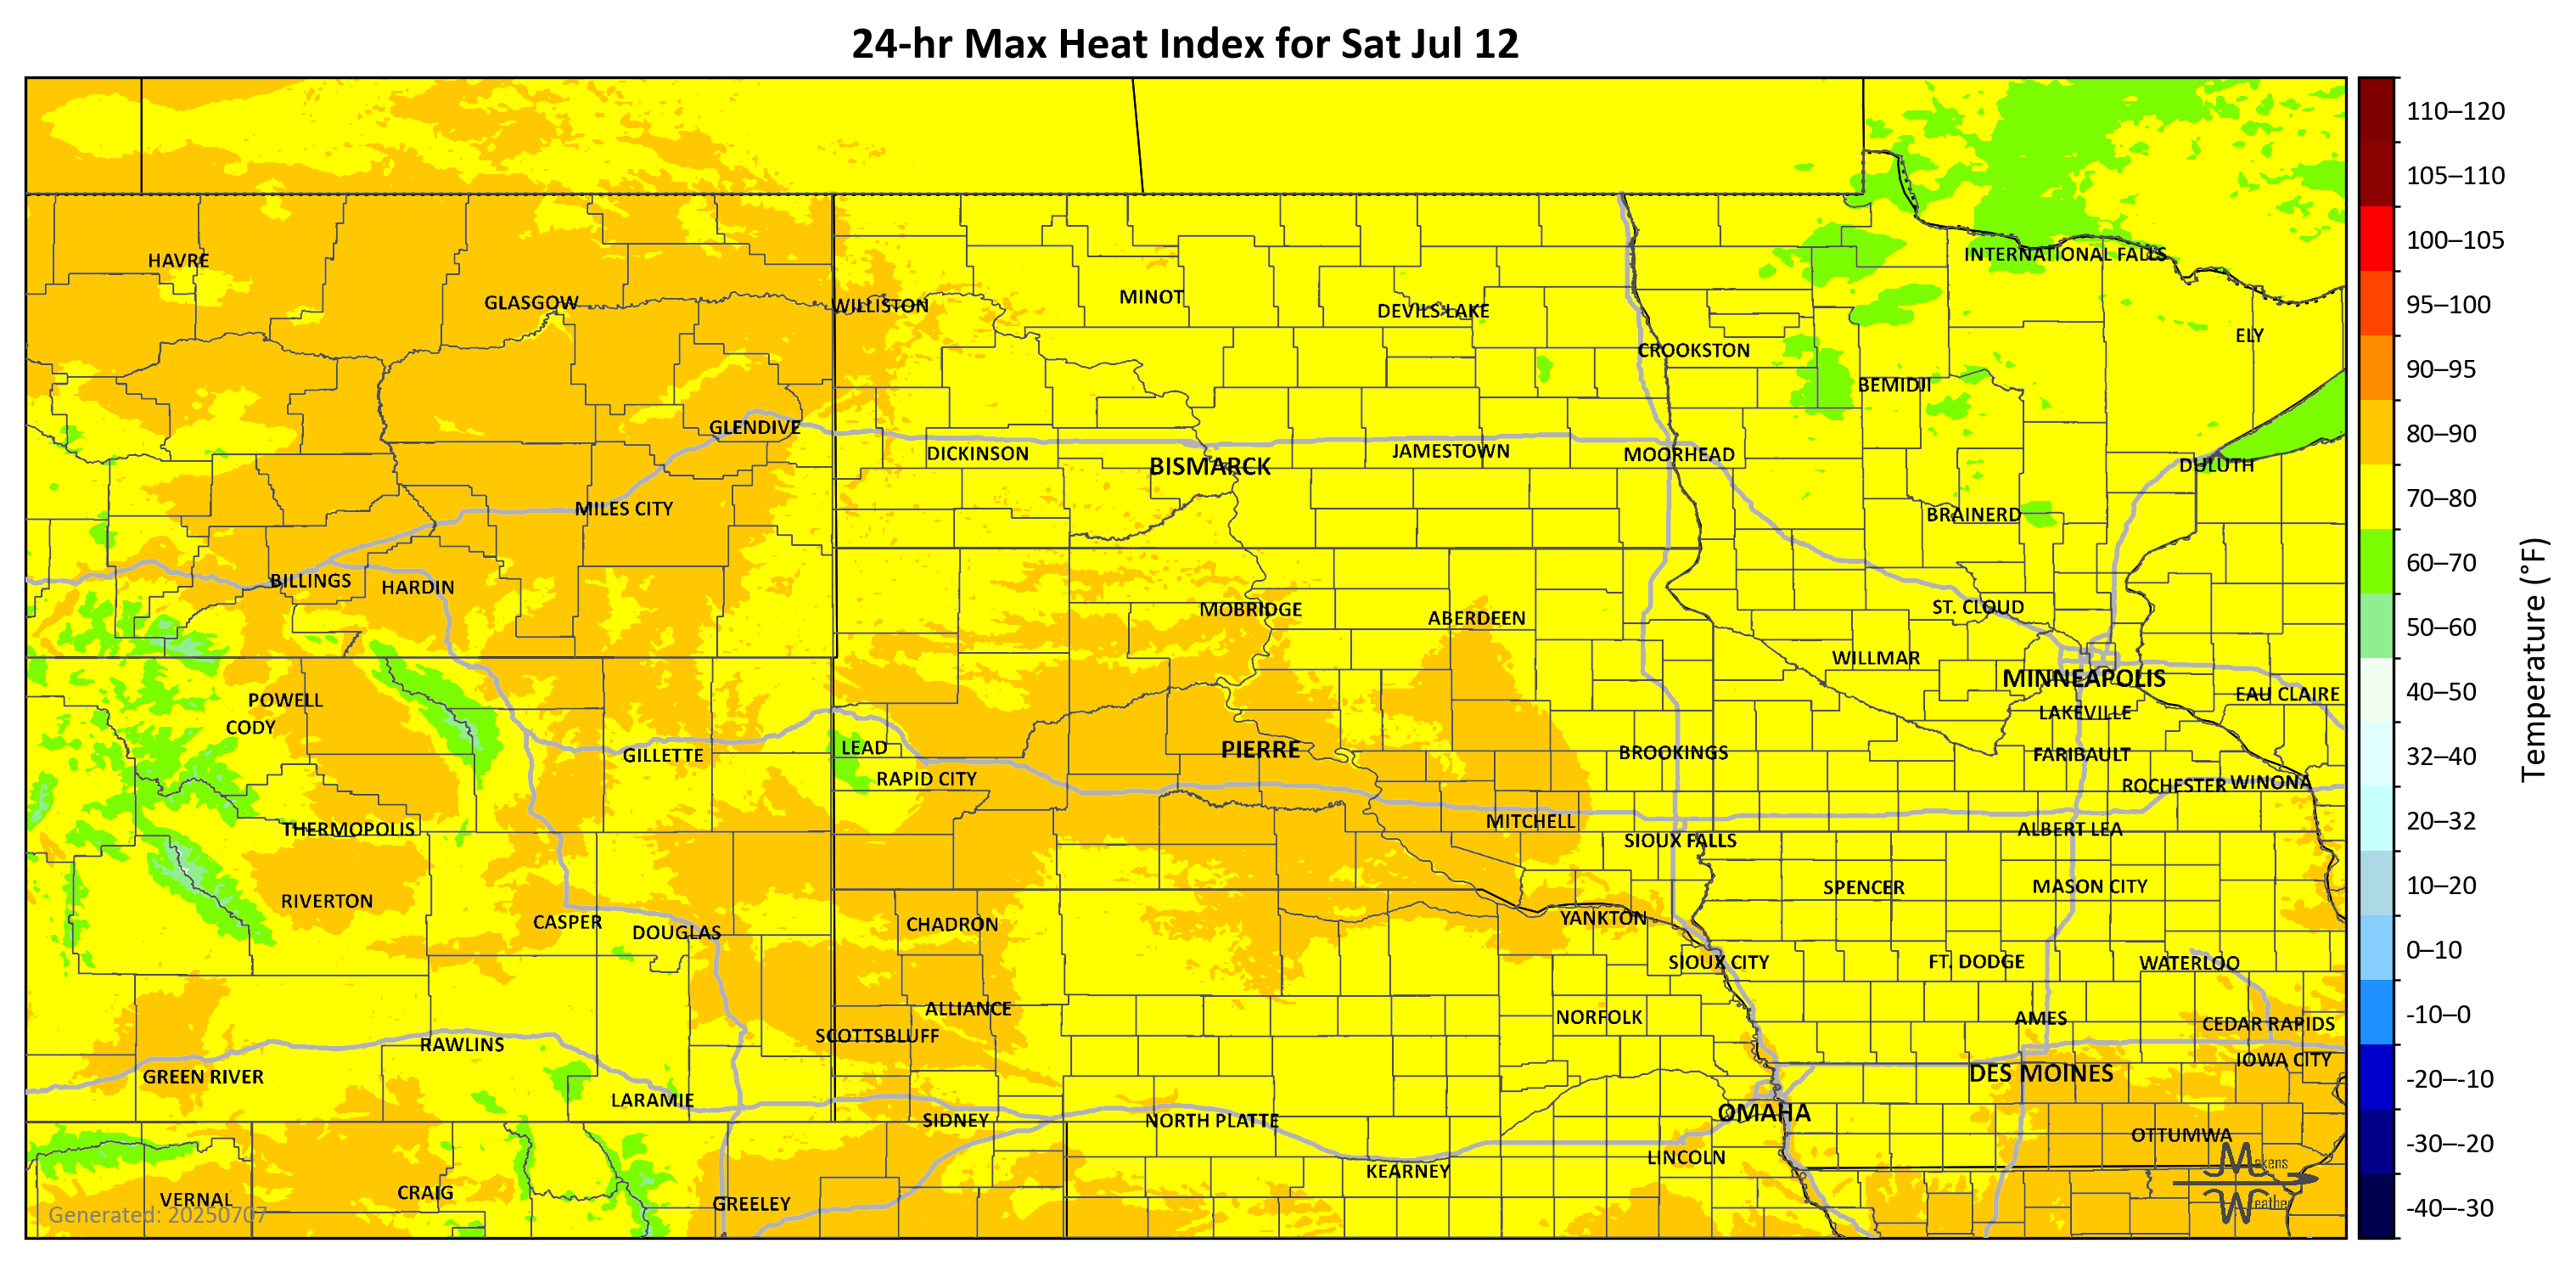 24-hr Max Heat Index for Sat Jul 12
110–120
105–110
INTERNATIONAL FALLS
100–105
HAVRE
MINOT
95–100
GLASGOW
WILLISTON
DEVILS LAKE
ELY
CROOKSTON
90–95
BEMIDJI
GLENDIVE
80–90
DICKINSON
JAMESTOWN
MOORHEAD
BISMARCK
DULUTH
70–80
MILES CITY
BRAINERD
60–70
BILLINGS
HARDIN
MOBRIDGE
ABERDEEN
ST. CLOUD
50–60
WILLMAR
Temperature (°F)
MINNEAPOLIS
40–50
POWELL
EAU CLAIRE
LAKEVILLE
CODY
LEAD
PIERRE
GILLETTE
BROOKINGS
FARIBAULT
32–40
RAPID CITY
ROCHESTER
WINONA
20–32
MITCHELL
THERMOPOLIS
ALBERT LEA
SIOUX FALLS
10–20
SPENCER
MASON CITY
RIVERTON
CASPER
DOUGLAS
CHADRON
YANKTON
0–10
SIOUX CITY
FT. DODGE
WATERLOO
ALLIANCE
NORFOLK
AMES
-10–0
CEDAR RAPIDS
SCOTTSBLUFF
RAWLINS
IOWA CITY
GREEN RIVER
DES MOINES
-20–-10
LARAMIE
OMAHA
SIDNEY
NORTH PLATTE
-30–-20
OTTUMWA
LINCOLN
KEARNEY
Makens
VERNAL
CRAIG
GREELEY
Weather
-40–-30
Generated: 20250707